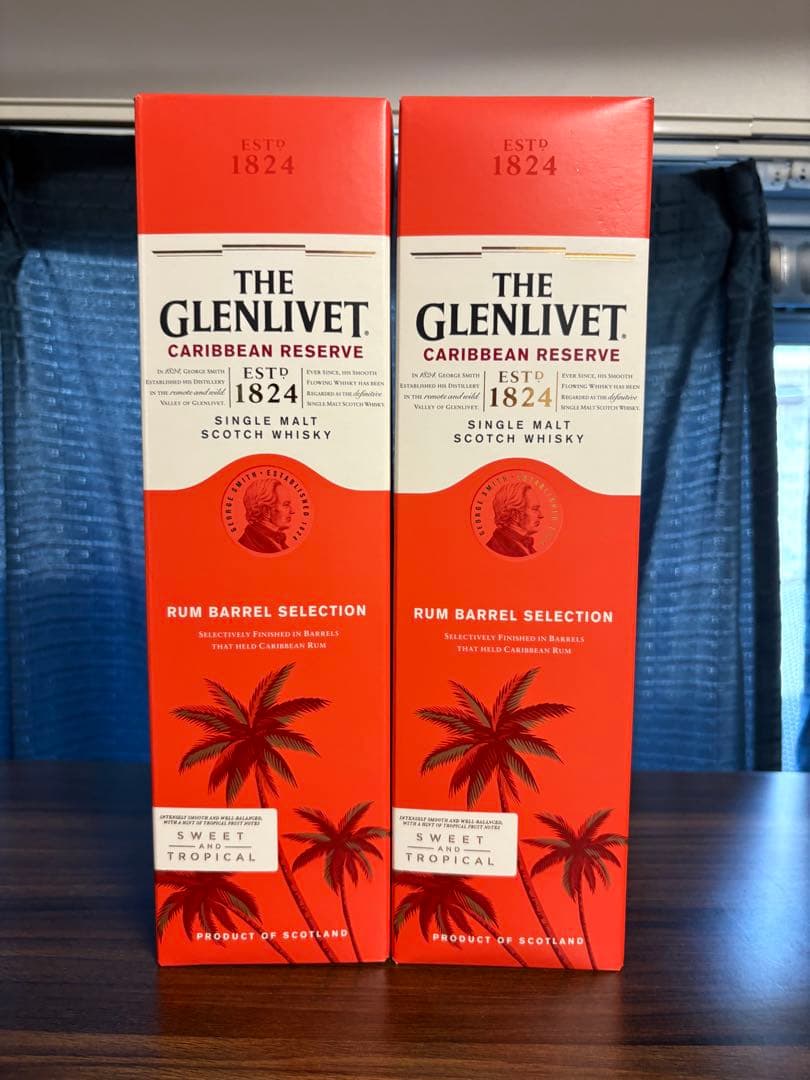 ESTD
1824
THE
GLENLIVET®
CARIBBEAN RESERVE
In 1824, George Smith
Established his Distillery
in the remote and wild
Valley of Glenlivet.
ESTD
1824
Ever since, his Smooth
Flowing Whisky has been
Regarded as the definitive
Single Malt Scotch Whisky.
SINGLE MALT
SCOTCH WHISKY
GEORGE SMITH • ESTABLISHED 1824
RUM BARREL SELECTION
Selectively Finished in Barrels
that held Caribbean Rum
INTENSELY SMOOTH AND WELL-BALANCED,
WITH A HINT OF TROPICAL FRUIT NOTES
SWEET
AND
TROPICAL
PRODUCT OF SCOTLAND
ESTD
1824
THE
GLENLIVET®
CARIBBEAN RESERVE
In 1824, George Smith
Established his Distillery
in the remote and wild
Valley of Glenlivet.
ESTD
1824
Ever since, his Smooth
Flowing Whisky has been
Regarded as the definitive
Single Malt Scotch Whisky.
SINGLE MALT
SCOTCH WHISKY
GEORGE SMITH • ESTABLISHED
RUM BARREL SELECTION
Selectively Finished in Barrels
that held Caribbean Rum
INTENSELY SMOOTH AND WELL-BALANCED,
WITH A HINT OF TROPICAL FRUIT NOTES
SWEET
AND
TROPICAL
PRODUCT OF SCOTLAND